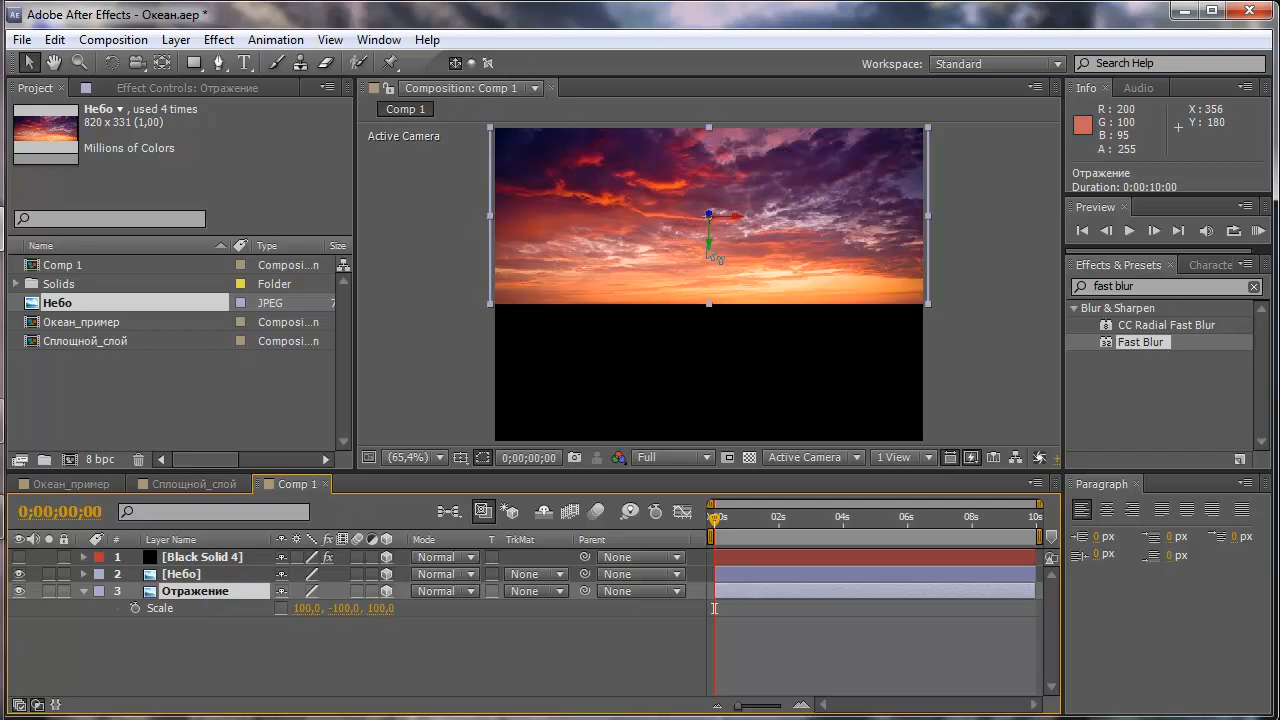 Adobe After Effects - Океан.aep *
File Edit Composition Layer Effect Animation View Window Help
Workspace: Standard Search Help
Project Effect Controls: Отражение
Небо , used 4 times
820 x 331 (1,00)
Millions of Colors
Name Type Size
Comp 1 Composi...n
Solids Folder
Небо JPEG 7
Океан_пример Composi...n
Сплошной_слой Composi...n
8 bpc
Composition: Comp 1
Comp 1
Active Camera
(65,4%) 0;00;00;00 Full Active Camera 1 View
Info Audio
R : 200 X : 356
G : 100 Y : 180
B : 95
A : 255
Отражение
Duration: 0;00;10;00
Preview
Effects & Presets Characte
fast blur
Blur & Sharpen
CC Radial Fast Blur
Fast Blur
Океан_пример Сплошной_слой Comp 1
0;00;00;00
00s 02s 04s 06s 08s 10s
# Layer Name Mode T TrkMat Parent
1 [Black Solid 4] Normal None
2 [Небо] Normal None None
3 Отражение Normal None None
Scale 100,0, -100,0, 100,0
Paragraph
0 px 0 px 0 px
0 px 0 px